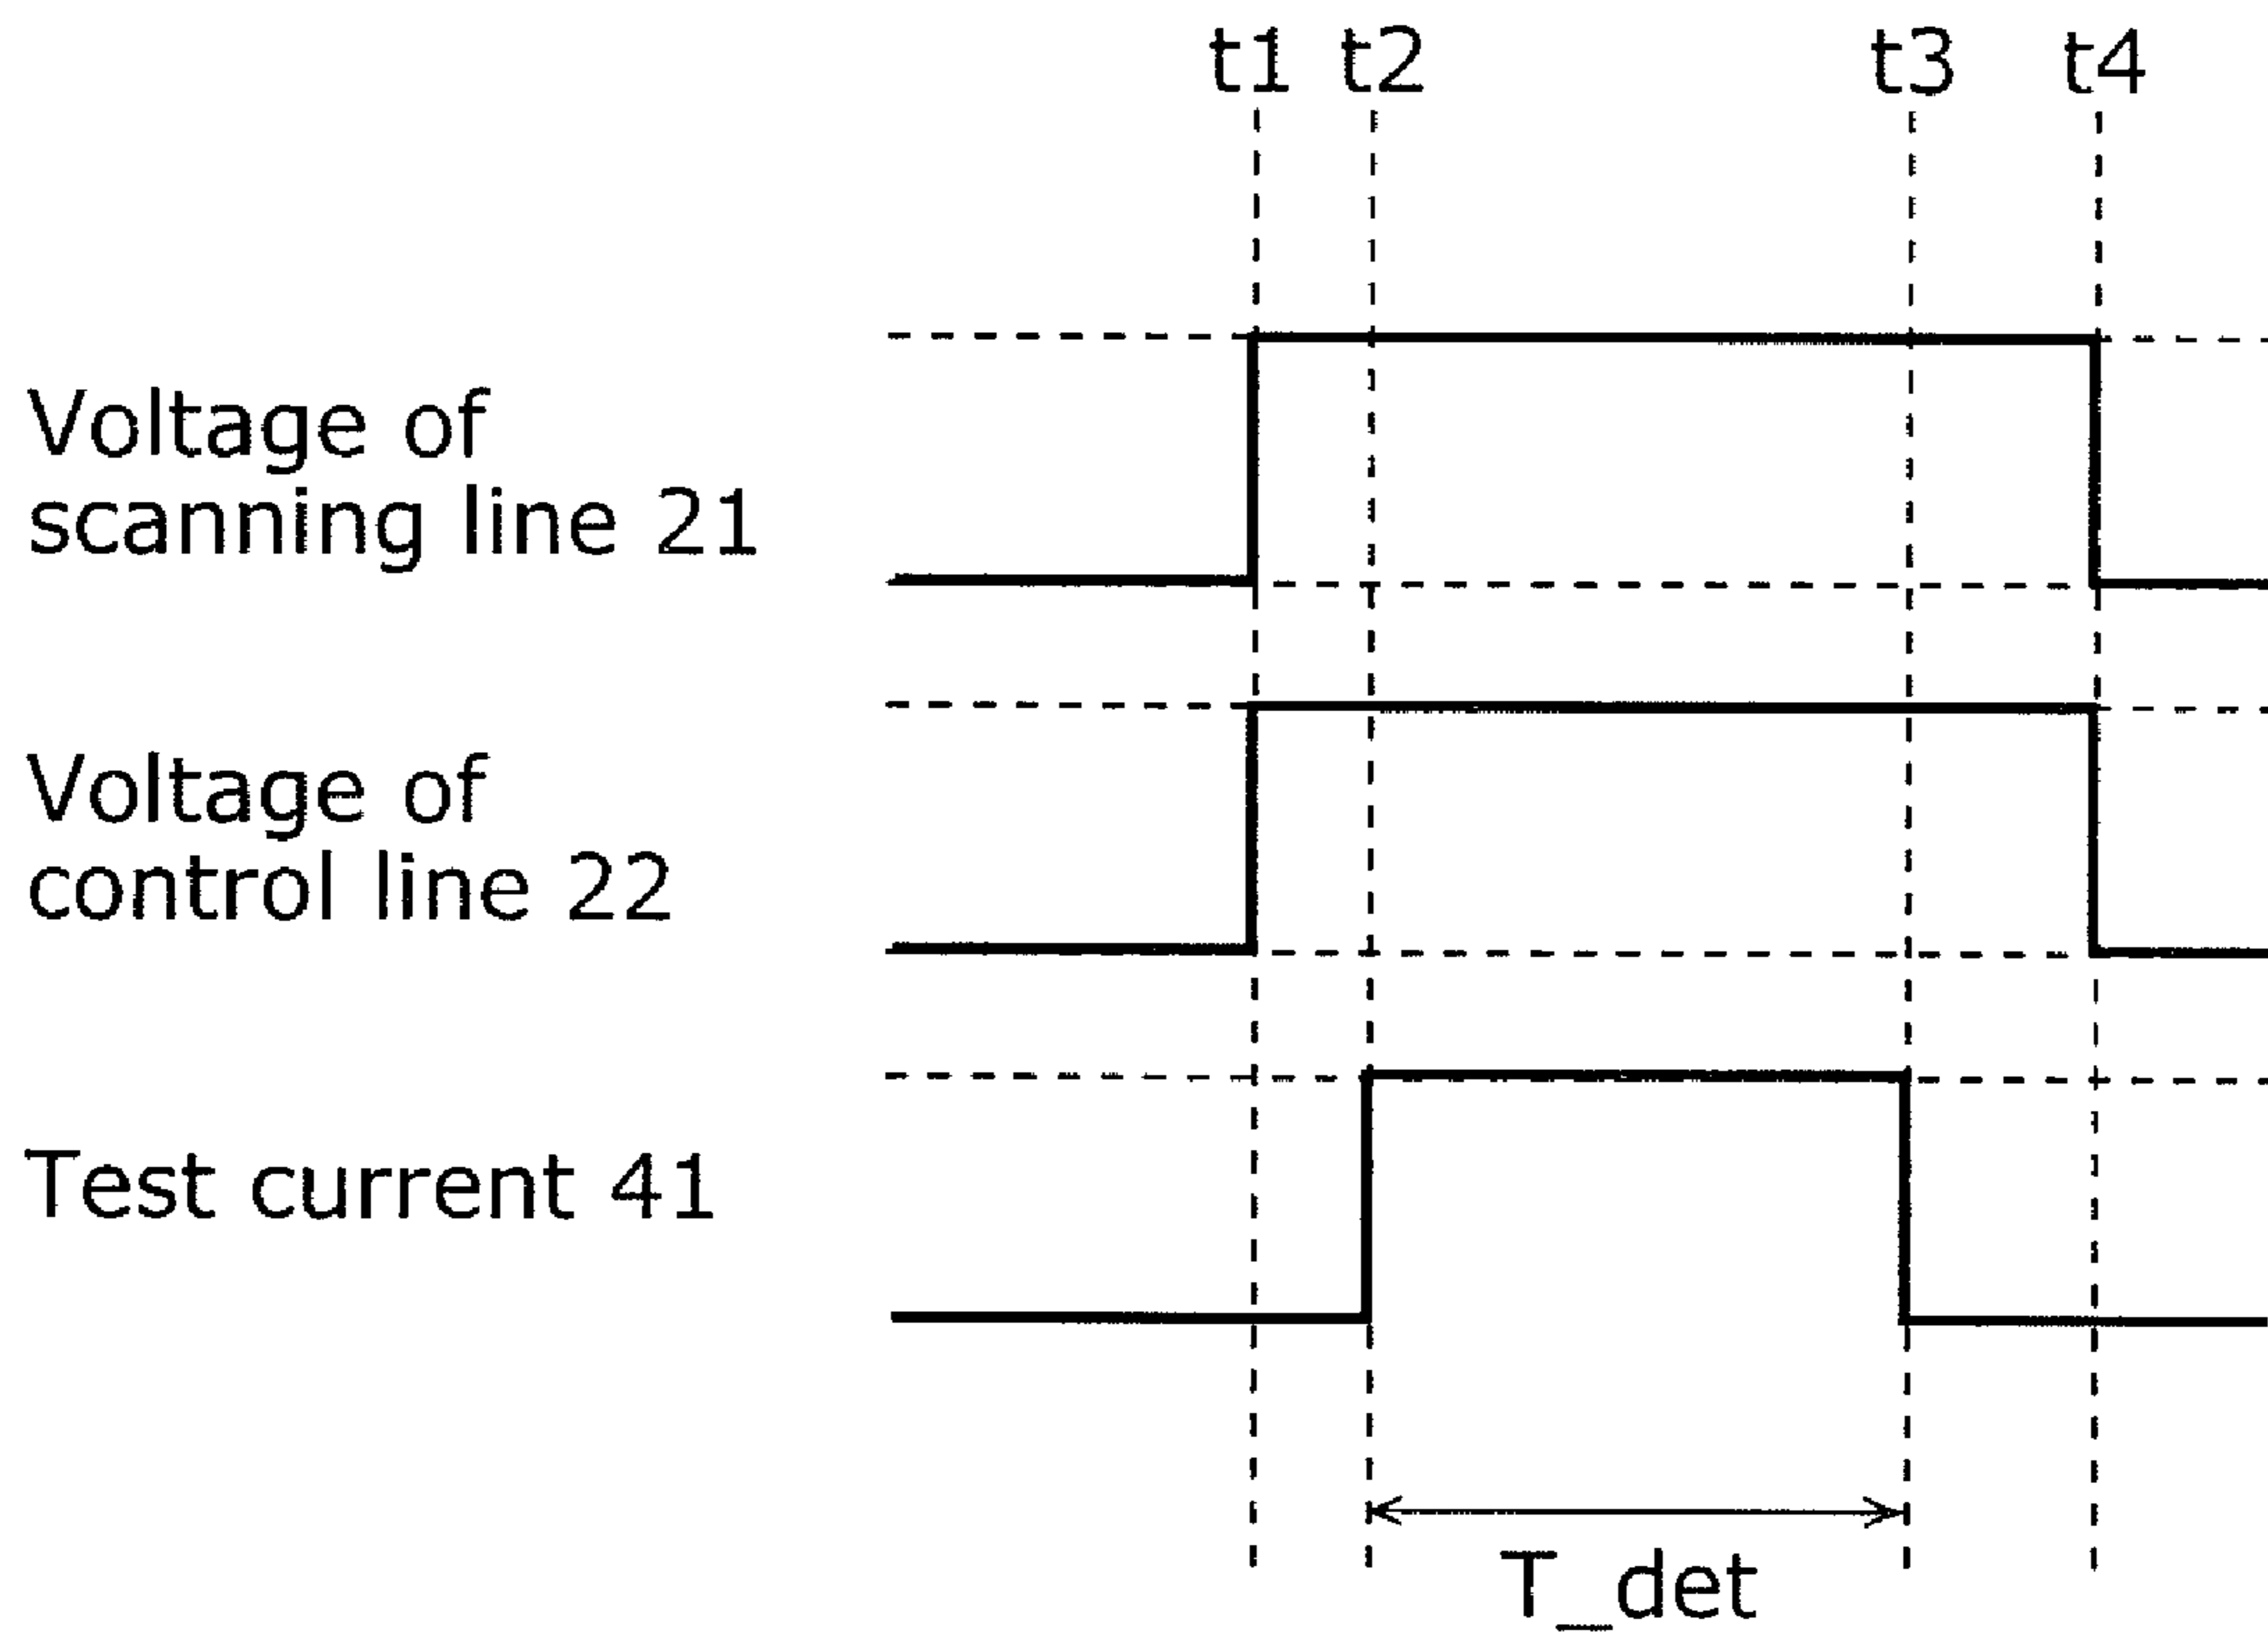 t1 t2 t3 t4
Voltage of
scanning line 21
Voltage of
control line 22
Test current 41
T_det